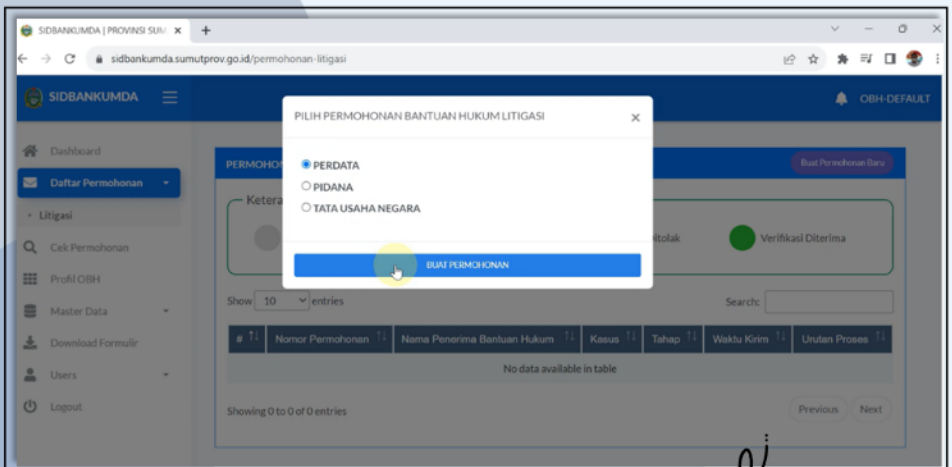 SIDBANKUMDA | PROVINSI SUM
sidbankumda.sumutprov.go.id/permohonan-litigasi
SIDBANKUMDA
OBH-DEFAULT
PILIH PERMOHONAN BANTUAN HUKUM LITIGASI
PERDATA
PIDANA
TATA USAHA NEGARA
BUAT PERMOHONAN
Dashboard
Daftar Permohonan
Litigasi
Cek Permohonan
Profil OBH
Master Data
Download Formulir
Users
Logout
PERMOHO
Buat Permohonan Baru
Ketera
itolak
Verifikasi Diterima
Show 10 entries
Search:
# Nomor Permohonan Nama Penerima Bantuan Hukum Kasus Tahap Waktu Kirim Urutan Proses
No data available in table
Showing 0 to 0 of 0 entries
Previous Next